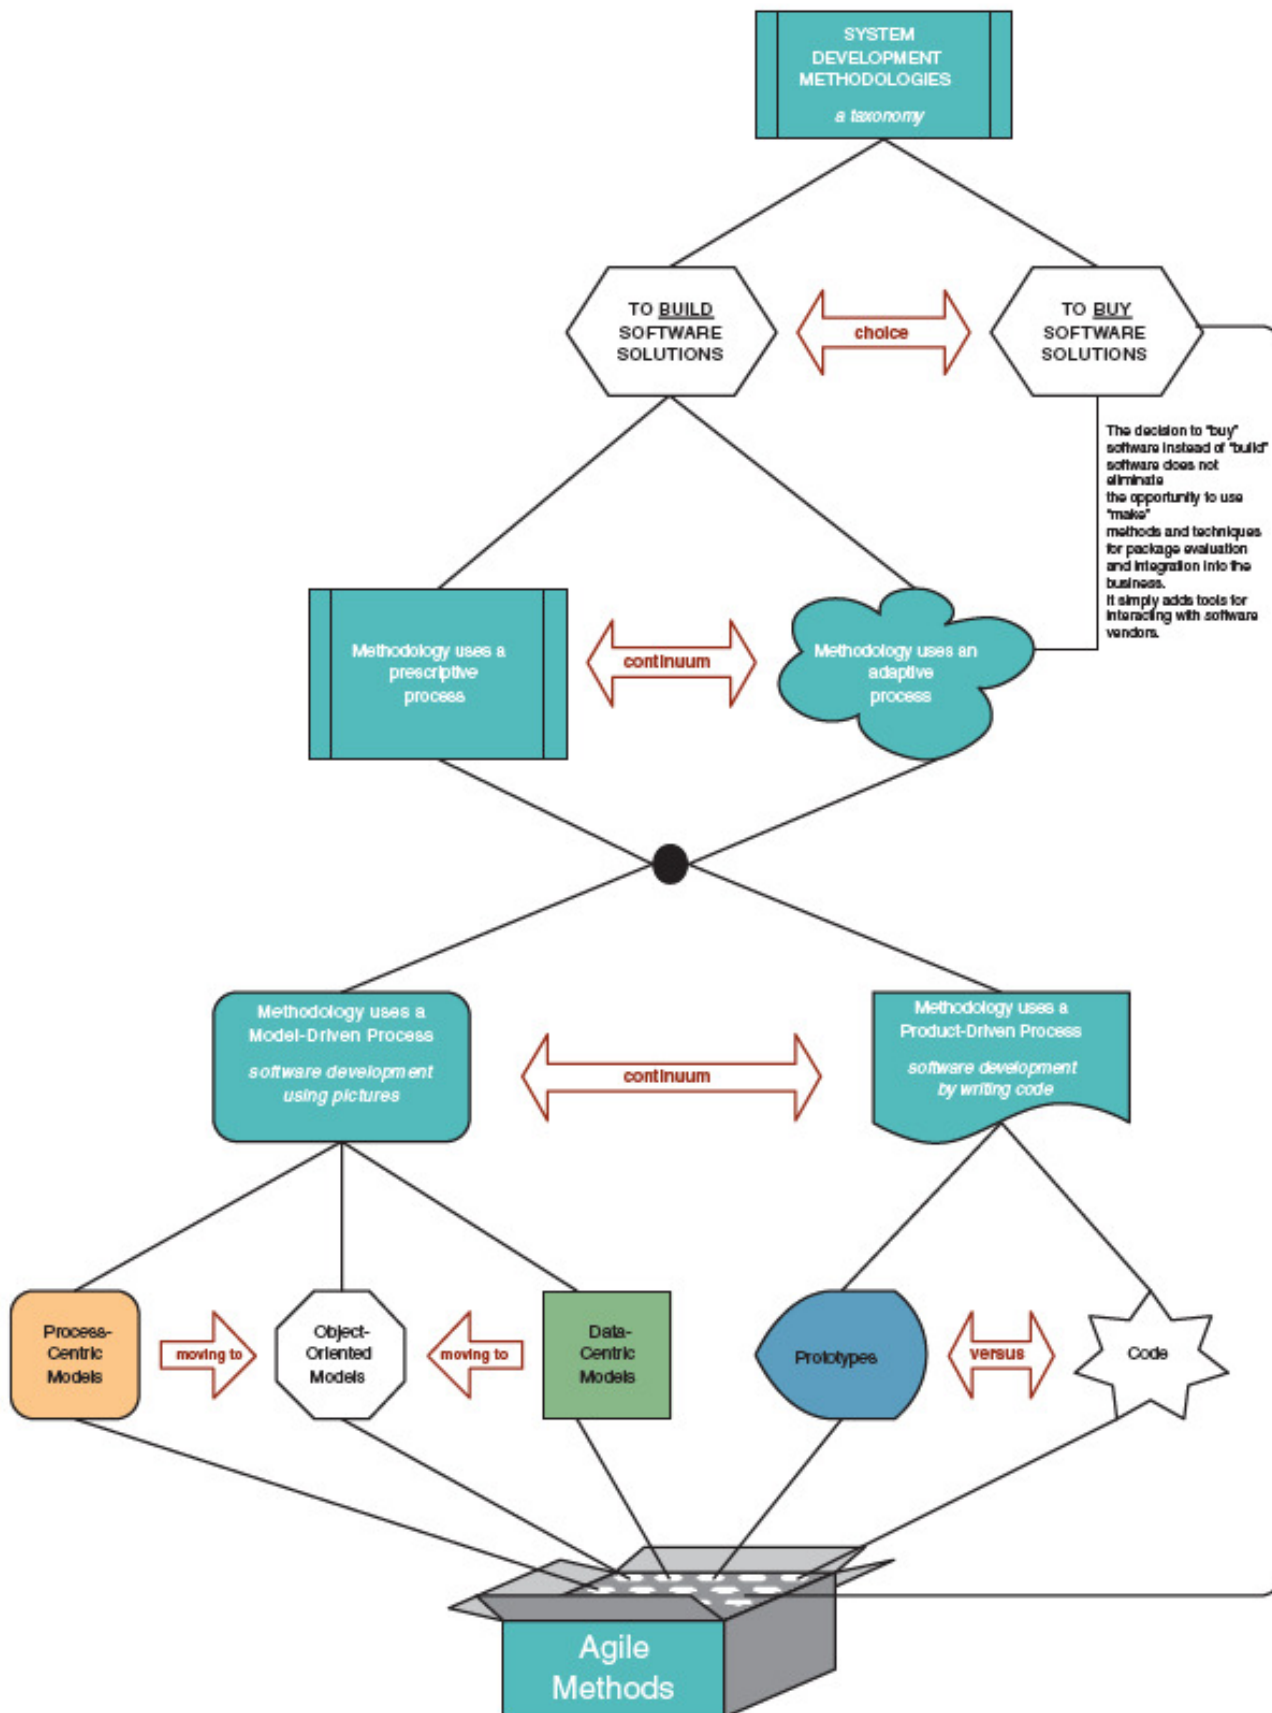 SYSTEM
DEVELOPMENT
METHODOLOGIES
a taxonomy
TO BUILD
SOFTWARE
SOLUTIONS
choice
TO BUY
SOFTWARE
SOLUTIONS
The decision to "buy"
software instead of "build"
software does not
eliminate
the opportunity to use
"make"
methods and techniques
for package evaluation
and integration into the
business.
It simply adds tools for
interacting with software
vendors.
Methodology uses a
prescriptive
process
continuum
Methodology uses an
adaptive
process
Methodology uses a
Model-Driven Process
software development
using pictures
continuum
Methodology uses a
Product-Driven Process
software development
by writing code
Process-
Centric
Models
moving to
Object-
Oriented
Models
moving to
Data-
Centric
Models
Prototypes
versus
Code
Agile
Methods